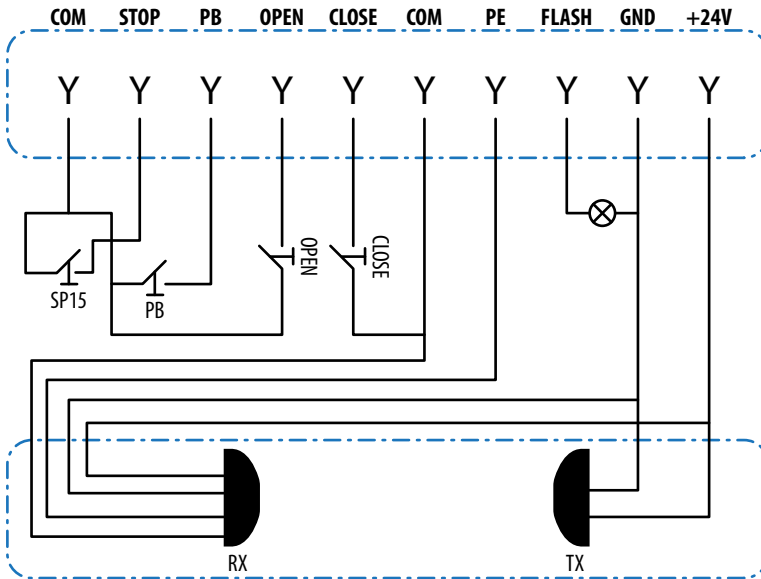 COM STOP PB OPEN CLOSE COM PE FLASH GND +24V
Y Y Y Y Y Y Y Y Y Y
OPEN
CLOSE
SP15
PB
RX
TX